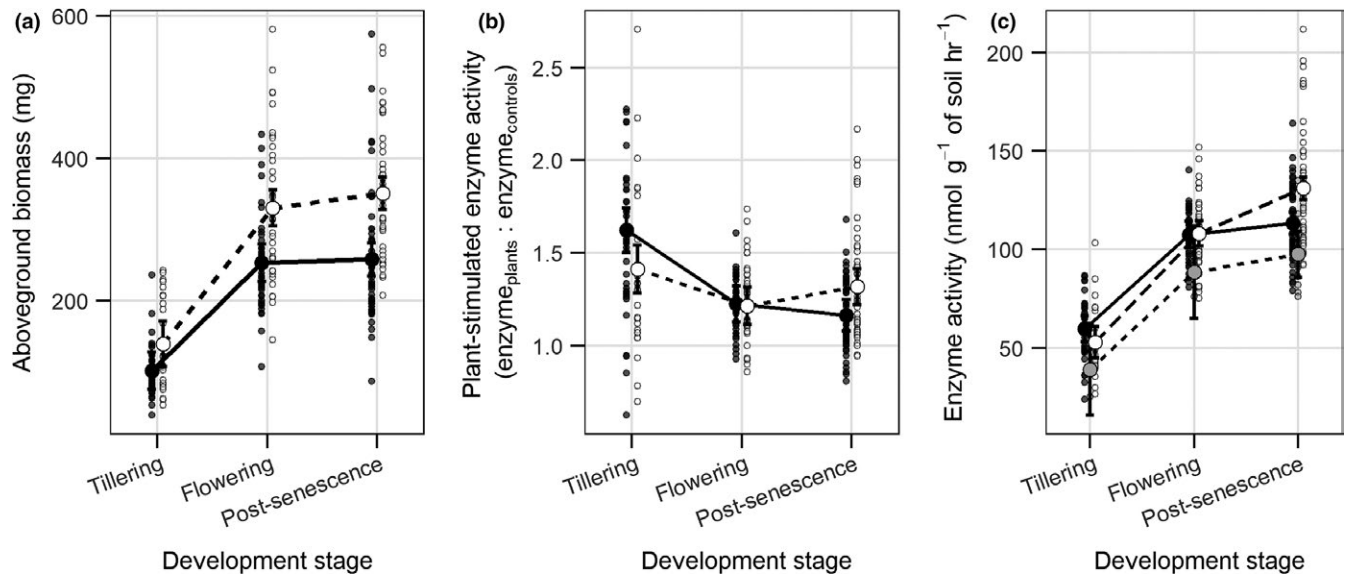 (a)
Aboveground biomass (mg)
600
400
200
Tillering
Flowering
Post-senescence
Development stage
(b)
Plant-stimulated enzyme activity
(enzyme_plants : enzyme_controls)
2.5
2.0
1.5
1.0
Tillering
Flowering
Post-senescence
Development stage
(c)
Enzyme activity (nmol g⁻¹ of soil hr⁻¹)
200
150
100
50
Tillering
Flowering
Post-senescence
Development stage